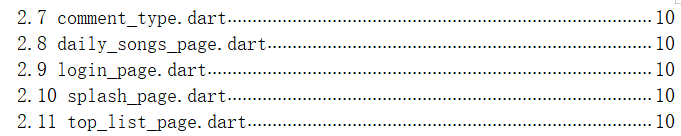 2.7 comment_type.dart........................................................................ 10
2.8 daily_songs_page.dart.................................................................. 10
2.9 login_page.dart............................................................................ 10
2.10 splash_page.dart........................................................................ 10
2.11 top_list_page.dart..................................................................... 10